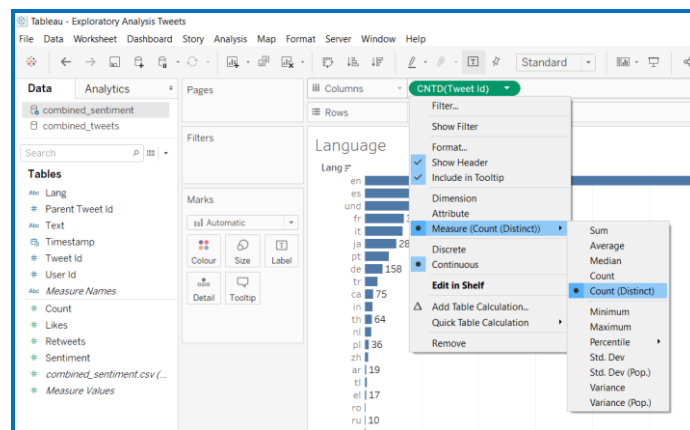 Tableau - Exploratory Analysis Tweets
File Data Worksheet Dashboard Story Analysis Map Format Server Window Help
Standard
Data Analytics
combined_sentiment
combined_tweets
Search
Tables
Abc Lang
# Parent Tweet Id
Abc Text
Timestamp
# Tweet Id
# User Id
Abc Measure Names
# Count
# Likes
# Retweets
# Sentiment
# combined_sentiment.csv (...
# Measure Values
Pages
Filters
Marks
Automatic
Colour Size Label
Detail Tooltip
Columns CNTD(Tweet Id)
Rows
Language
Lang
en
es
und
fr
it
ja 28
pt
de 158
tr
ca 75
in
th 64
nl
pl 36
zh
ar 19
tl
el 17
ro
ru 10
Filter...
Show Filter
Format...
Show Header
Include in Tooltip
Dimension
Attribute
Measure (Count (Distinct))
Discrete
Continuous
Edit in Shelf
Add Table Calculation...
Quick Table Calculation
Remove
Sum
Average
Median
Count
Count (Distinct)
Minimum
Maximum
Percentile
Std. Dev
Std. Dev (Pop.)
Variance
Variance (Pop.)